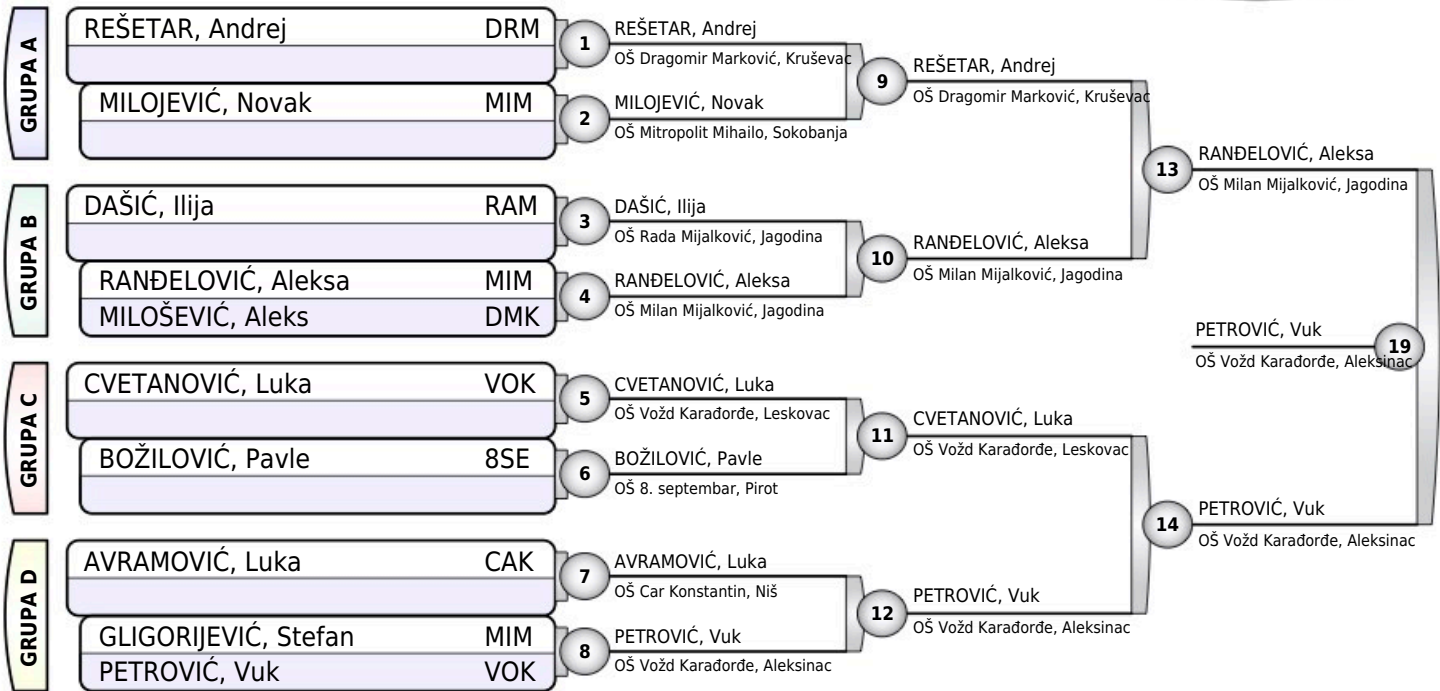 GRUPA A
REŠETAR, Andrej DRM
MILOJEVIĆ, Novak MIM
GRUPA B
DAŠIĆ, Ilija RAM
RANĐELOVIĆ, Aleksa MIM
MILOŠEVIĆ, Aleks DMK
GRUPA C
CVETANOVIĆ, Luka VOK
BOŽILOVIĆ, Pavle 8SE
GRUPA D
AVRAMOVIĆ, Luka CAK
GLIGORIJEVIĆ, Stefan MIM
PETROVIĆ, Vuk VOK
1
REŠETAR, Andrej
OŠ Dragomir Marković, Kruševac
2
MILOJEVIĆ, Novak
OŠ Mitropolit Mihailo, Sokobanja
3
DAŠIĆ, Ilija
OŠ Rada Mijalković, Jagodina
4
RANĐELOVIĆ, Aleksa
OŠ Milan Mijalković, Jagodina
5
CVETANOVIĆ, Luka
OŠ Vožd Karađorđe, Leskovac
6
BOŽILOVIĆ, Pavle
OŠ 8. septembar, Pirot
7
AVRAMOVIĆ, Luka
OŠ Car Konstantin, Niš
8
PETROVIĆ, Vuk
OŠ Vožd Karađorđe, Aleksinac
9
REŠETAR, Andrej
OŠ Dragomir Marković, Kruševac
10
RANĐELOVIĆ, Aleksa
OŠ Milan Mijalković, Jagodina
11
CVETANOVIĆ, Luka
OŠ Vožd Karađorđe, Leskovac
12
PETROVIĆ, Vuk
OŠ Vožd Karađorđe, Aleksinac
13
RANĐELOVIĆ, Aleksa
OŠ Milan Mijalković, Jagodina
14
PETROVIĆ, Vuk
OŠ Vožd Karađorđe, Aleksinac
19
PETROVIĆ, Vuk
OŠ Vožd Karađorđe, Aleksinac